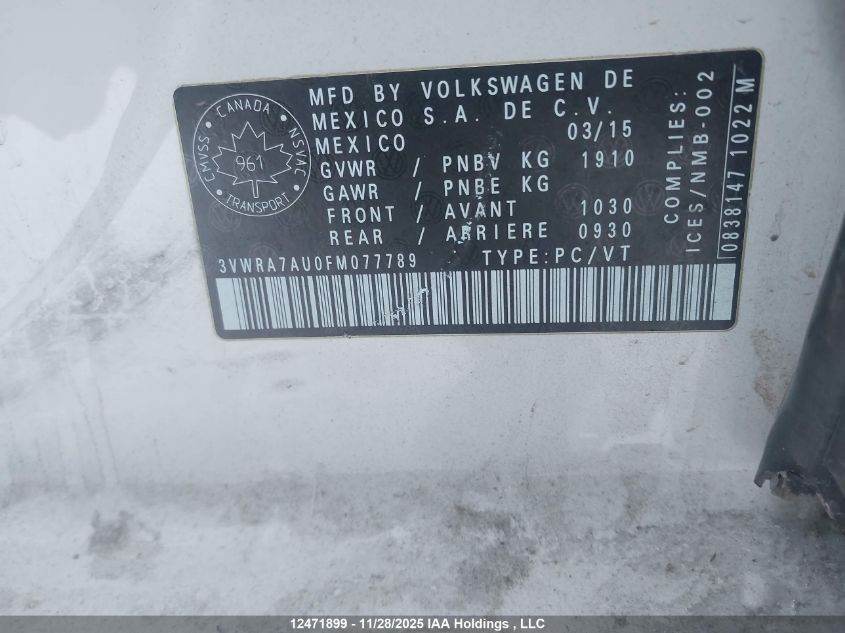 CANADA
CMVSS
NSVAC
961
TRANSPORT
MFD BY VOLKSWAGEN DE
MEXICO S.A. DE C.V.
MEXICO 03/15
GVWR / PNBV KG 1910
GAWR / PNBE KG
FRONT / AVANT 1030
REAR / ARRIERE 0930
3VWRA7AU0FM077789 TYPE:PC/VT
COMPLIES:
ICES/NMB-002
0838147 1022 M
12471899 - 11/28/2025 IAA Holdings , LLC